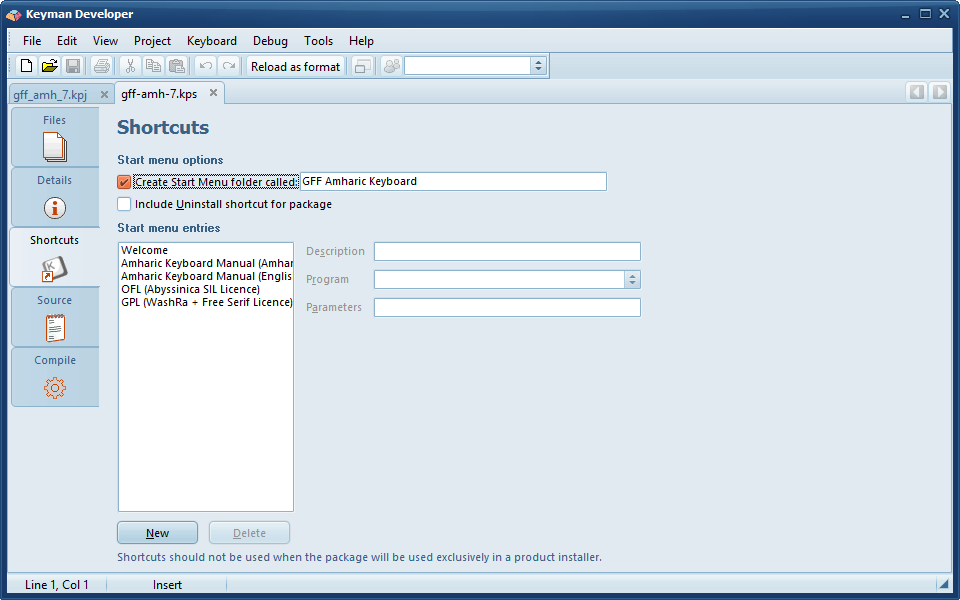 Keyman Developer
File Edit View Project Keyboard Debug Tools Help
Reload as format
gff_amh_7.kpj gff-amh-7.kps
Files
Details
Shortcuts
Source
Compile
Shortcuts
Start menu options
Create Start Menu folder called: GFF Amharic Keyboard
Include Uninstall shortcut for package
Start menu entries
Welcome
Amharic Keyboard Manual (Amhar
Amharic Keyboard Manual (Englis
OFL (Abyssinica SIL Licence)
GPL (WashRa + Free Serif Licence)
Description
Program
Parameters
New Delete
Shortcuts should not be used when the package will be used exclusively in a product installer.
Line 1, Col 1 Insert